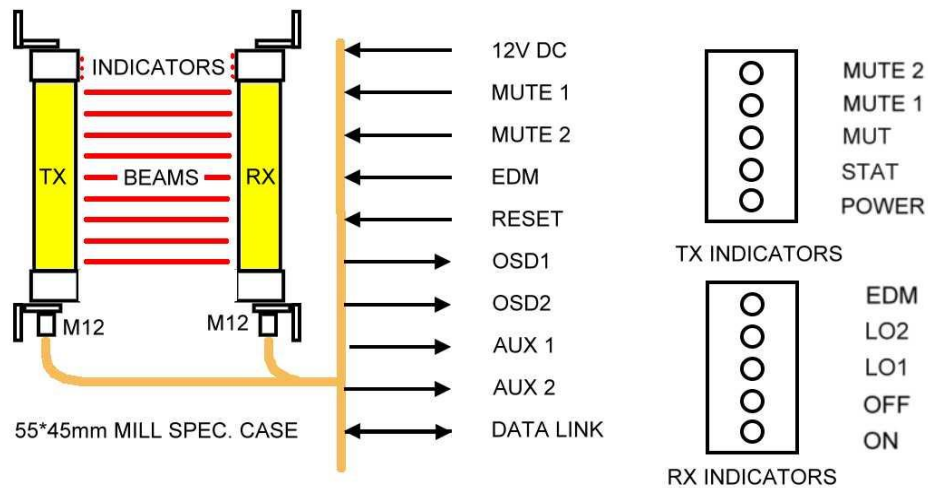 INDICATORS
TX
BEAMS
RX
M12
M12
55*45mm MILL SPEC. CASE
12V DC
MUTE 1
MUTE 2
EDM
RESET
OSD1
OSD2
AUX 1
AUX 2
DATA LINK
MUTE 2
MUTE 1
MUT
STAT
POWER
TX INDICATORS
EDM
LO2
LO1
OFF
ON
RX INDICATORS